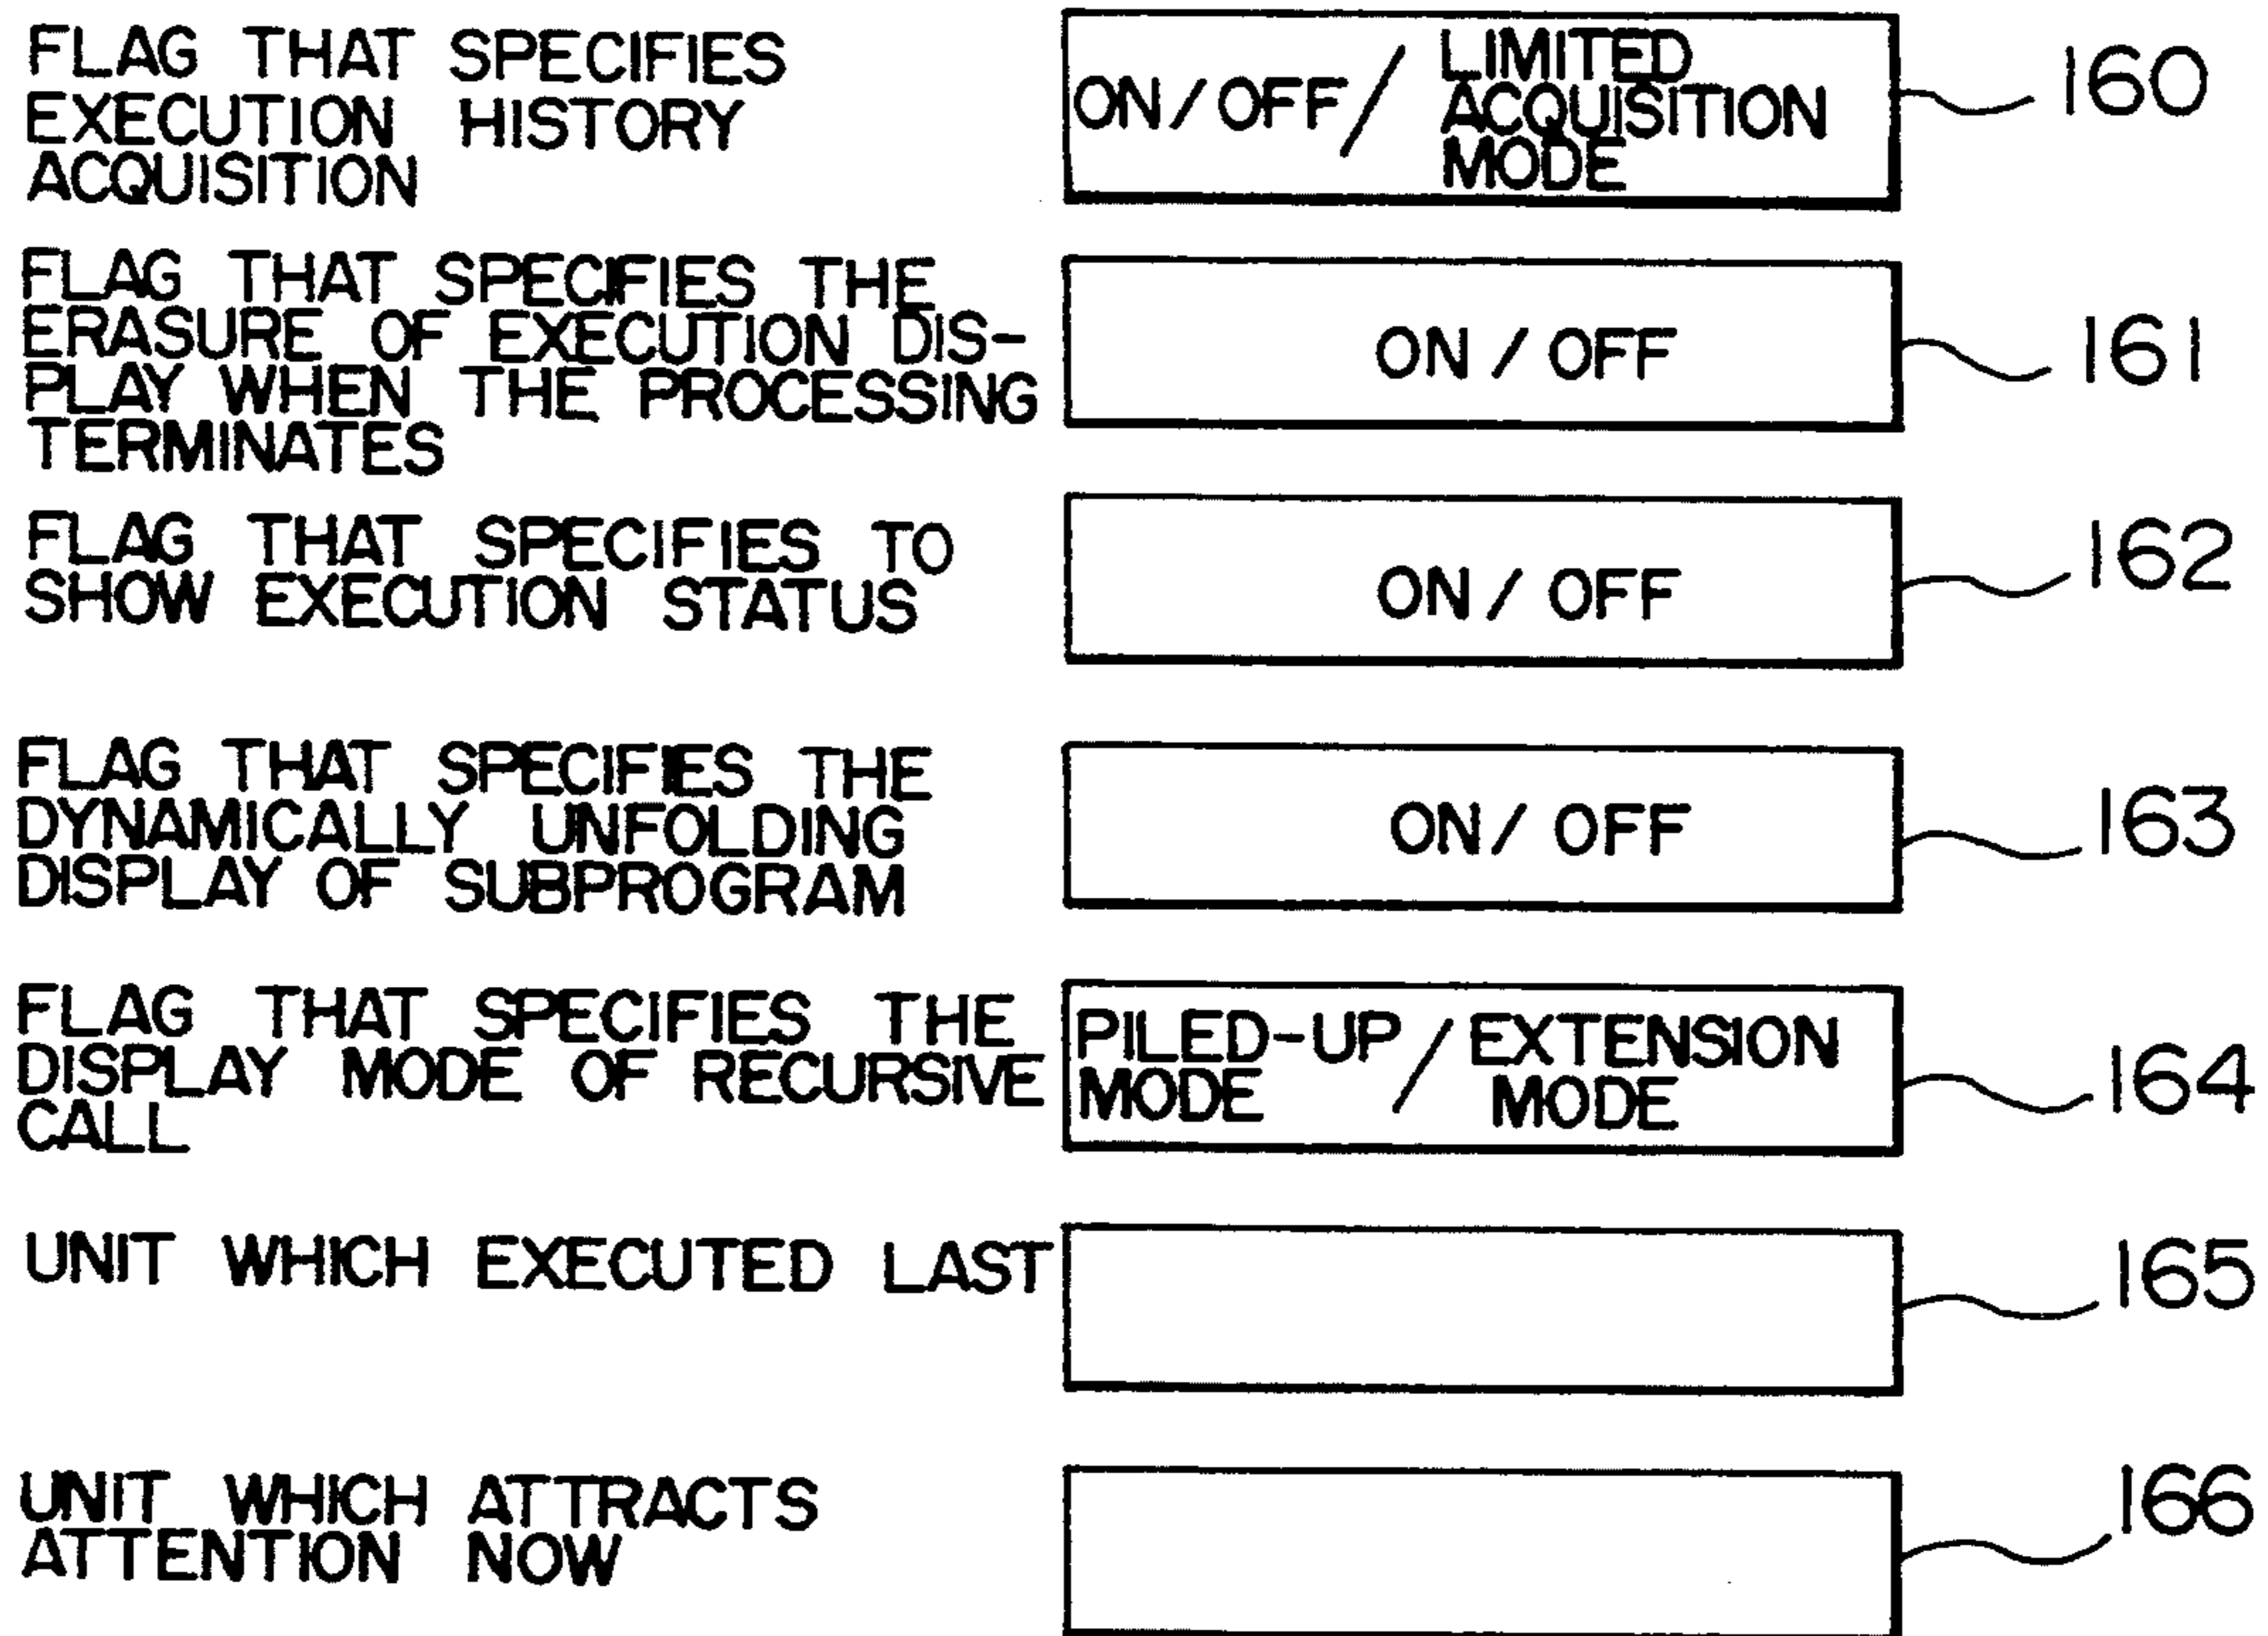 FLAG THAT SPECIFIES
EXECUTION HISTORY
ACQUISITION
ON/OFF/ LIMITED
ACQUISITION
MODE
160
FLAG THAT SPECIFIES THE
ERASURE OF EXECUTION DIS-
PLAY WHEN THE PROCESSING
TERMINATES
ON/OFF
161
FLAG THAT SPECIFIES TO
SHOW EXECUTION STATUS
ON/OFF
162
FLAG THAT SPECIFIES THE
DYNAMICALLY UNFOLDING
DISPLAY OF SUBPROGRAM
ON/OFF
163
FLAG THAT SPECIFIES THE
DISPLAY MODE OF RECURSIVE
CALL
PILED-UP / EXTENSION
MODE MODE
164
UNIT WHICH EXECUTED LAST
165
UNIT WHICH ATTRACTS
ATTENTION NOW
166